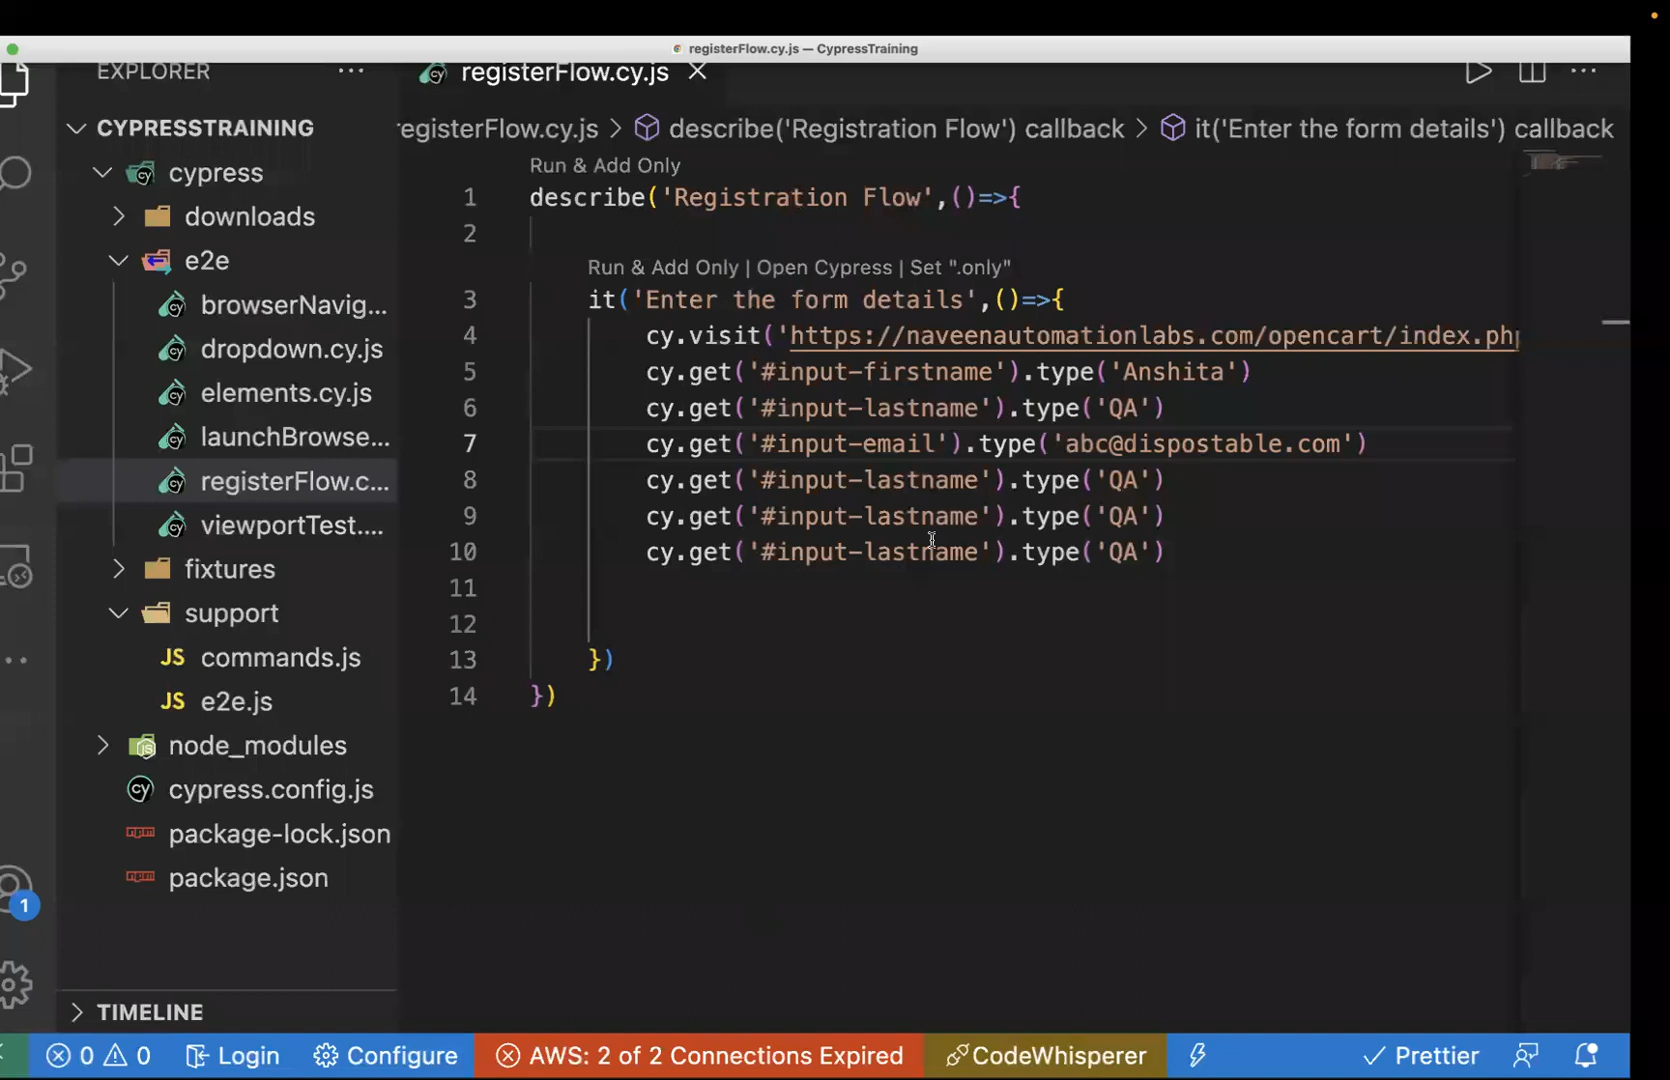 registerFlow.cy.js — CypressTraining
EXPLORER
registerFlow.cy.js
CYPRESSTRAINING
registerFlow.cy.js > describe('Registration Flow') callback > it('Enter the form details') callback
cypress
downloads
e2e
browserNavig...
dropdown.cy.js
elements.cy.js
launchBrowse...
registerFlow.c...
viewportTest....
fixtures
support
commands.js
e2e.js
node_modules
cypress.config.js
package-lock.json
package.json
TIMELINE
1
Run & Add Only
1 describe('Registration Flow',()=>{
2
Run & Add Only | Open Cypress | Set ".only"
3 it('Enter the form details',()=>{
4 cy.visit('https://naveenautomationlabs.com/opencart/index.php
5 cy.get('#input-firstname').type('Anshita')
6 cy.get('#input-lastname').type('QA')
7 cy.get('#input-email').type('abc@dispostable.com')
8 cy.get('#input-lastname').type('QA')
9 cy.get('#input-lastname').type('QA')
10 cy.get('#input-lastname').type('QA')
11
12
13 })
14 })
0 0 Login Configure AWS: 2 of 2 Connections Expired CodeWhisperer Prettier